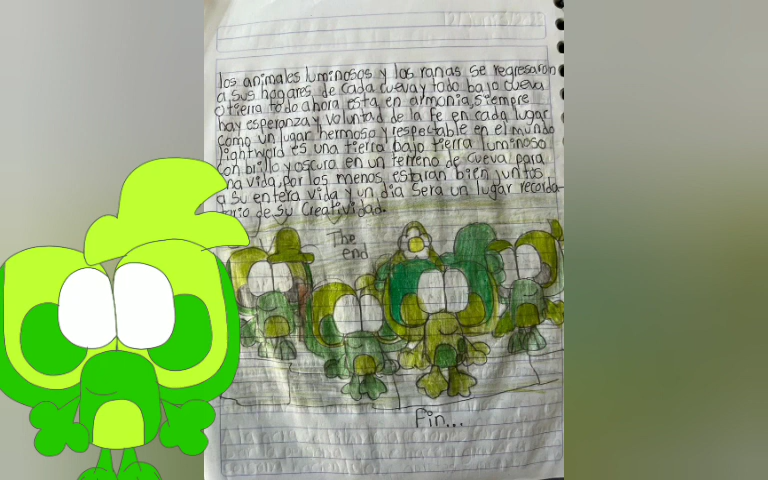 los animales luminosos y los ranas se regresaron
a sus hogares de cada cueva y todo bajo cueva
o tierra todo ahora esta en armonia, siempre
hay esperanza y voluntad de la fe en cada lugar
como un lugar hermoso y respectable en el mundo
lightworld es una tierra bajo tierra luminoso
con brillo y oscura en un terreno de cueva para
una vida, por los menos estaran bien juntos
a su entera vida y un dia sera un lugar recorda-
torio de su creatividad.
The
end
Fin...